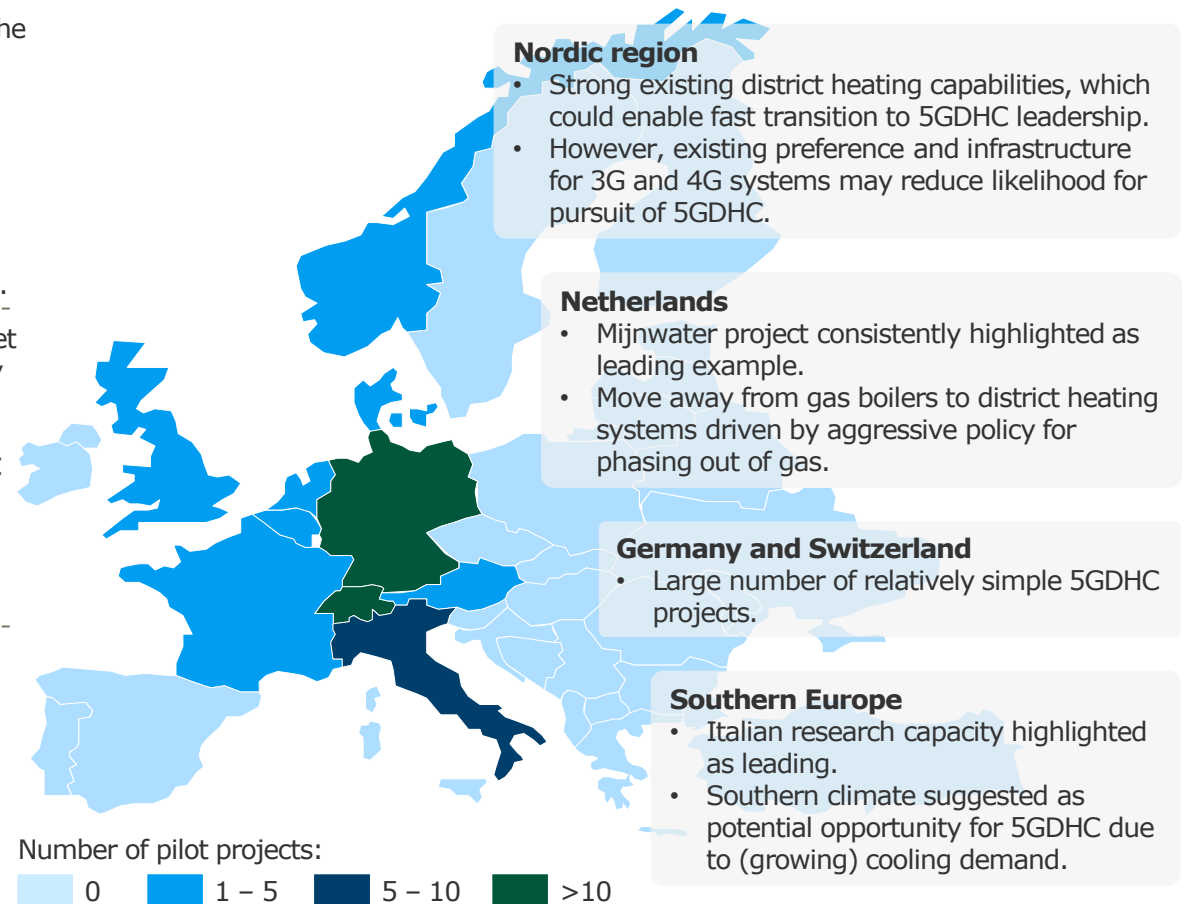 he
.
et
Nordic region
• Strong existing district heating capabilities, which
could enable fast transition to 5GDHC leadership.
• However, existing preference and infrastructure
for 3G and 4G systems may reduce likelihood for
pursuit of 5GDHC.
Netherlands
• Mijnwater project consistently highlighted as
leading example.
• Move away from gas boilers to district heating
systems driven by aggressive policy for
phasing out of gas.
Germany and Switzerland
• Large number of relatively simple 5GDHC
projects.
Southern Europe
• Italian research capacity highlighted
as leading.
• Southern climate suggested as
potential opportunity for 5GDHC due
to (growing) cooling demand.
Number of pilot projects:
0 1 – 5 5 – 10 >10